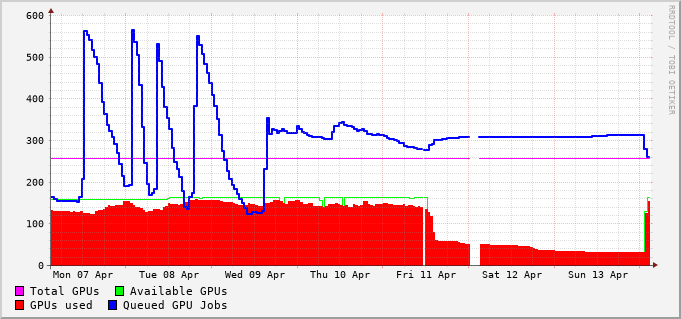 RRDTOOL / TOBI OETIKER
600
500
400
300
200
100
0
Mon 07 Apr Tue 08 Apr Wed 09 Apr Thu 10 Apr Fri 11 Apr Sat 12 Apr Sun 13 Apr
Total GPUs Available GPUs
GPUs used Queued GPU Jobs